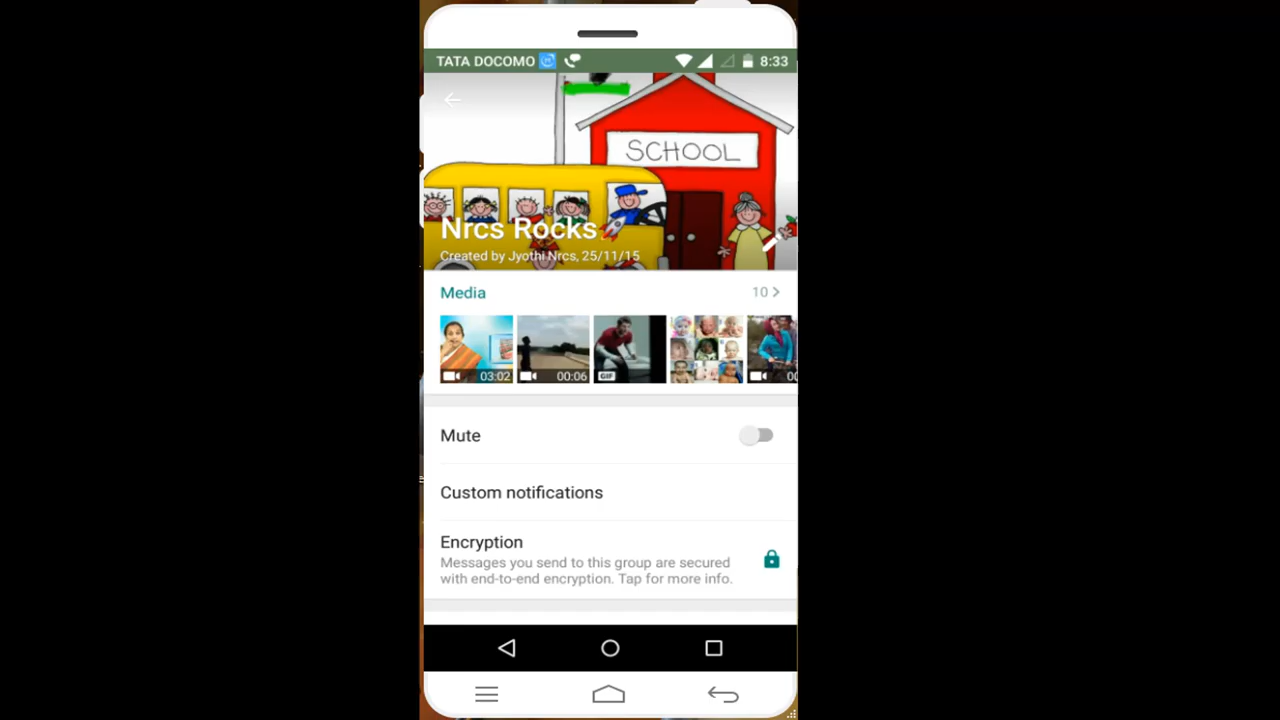 TATA DOCOMO
8:33
SCHOOL
Nrcs Rocks
Created by Jyothi Nrcs, 25/11/15
Media
10
03:02
00:06
GIF
Mute
Custom notifications
Encryption
Messages you send to this group are secured
with end-to-end encryption. Tap for more info.